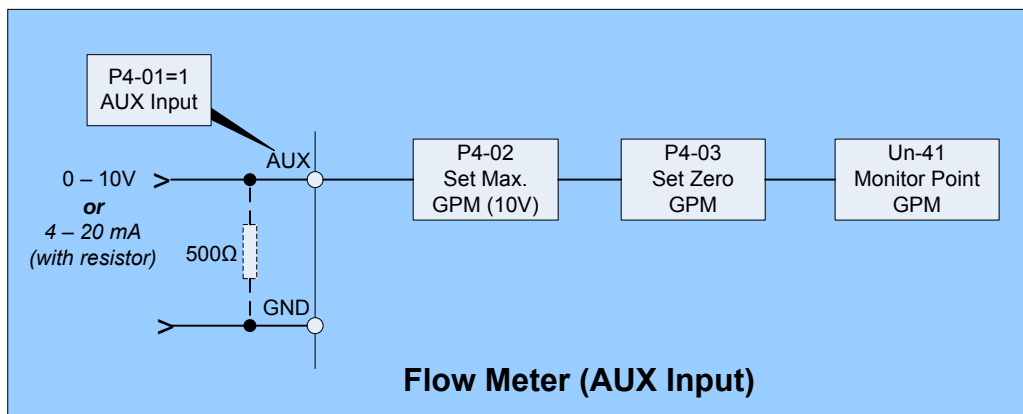 P4-01=1
AUX Input
AUX
0 – 10V
or
4 – 20 mA
(with resistor)
500Ω
GND
P4-02
Set Max.
GPM (10V)
P4-03
Set Zero
GPM
Un-41
Monitor Point
GPM
Flow Meter (AUX Input)